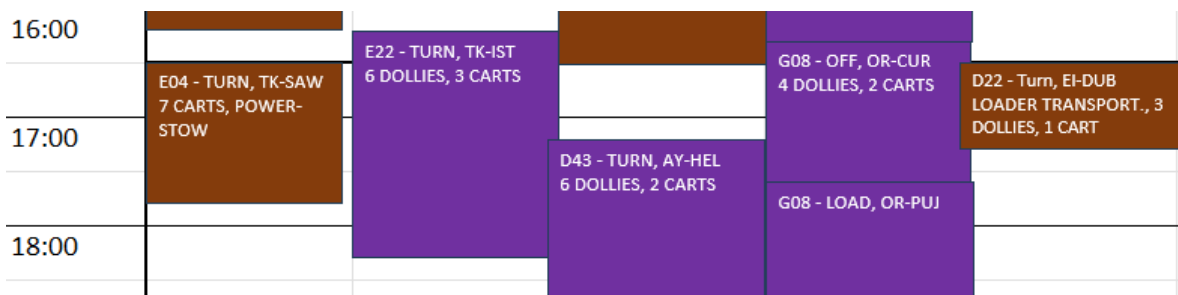 16:00
E04 - TURN, TK-SAW
7 CARTS, POWER-
STOW
E22 - TURN, TK-IST
6 DOLLIES, 3 CARTS
G08 - OFF, OR-CUR
4 DOLLIES, 2 CARTS
D22 - Turn, EI-DUB
LOADER TRANSPORT., 3
DOLLIES, 1 CART
17:00
D43 - TURN, AY-HEL
6 DOLLIES, 2 CARTS
G08 - LOAD, OR-PUJ
18:00